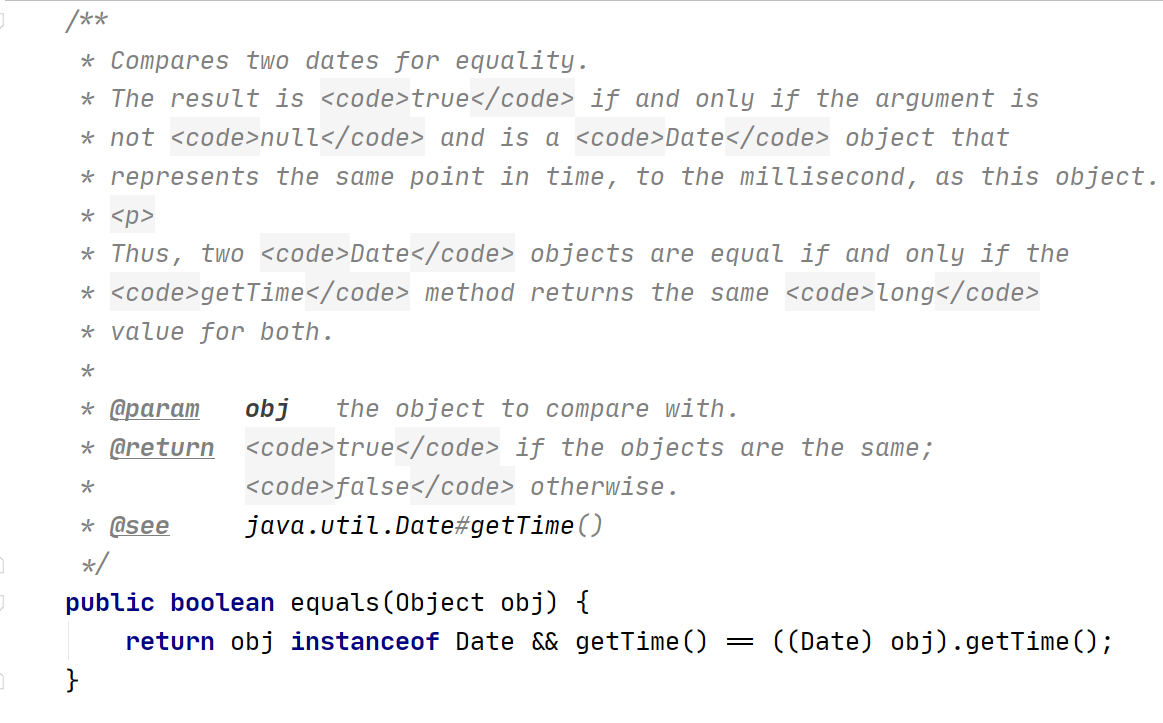 /**
 * Compares two dates for equality.
 * The result is <code>true</code> if and only if the argument is
 * not <code>null</code> and is a <code>Date</code> object that
 * represents the same point in time, to the millisecond, as this object.
 * <p>
 * Thus, two <code>Date</code> objects are equal if and only if the
 * <code>getTime</code> method returns the same <code>long</code>
 * value for both.
 *
 * @param   obj   the object to compare with.
 * @return  <code>true</code> if the objects are the same;
 *          <code>false</code> otherwise.
 * @see     java.util.Date#getTime()
 */
public boolean equals(Object obj) {
    return obj instanceof Date && getTime() == ((Date) obj).getTime();
}